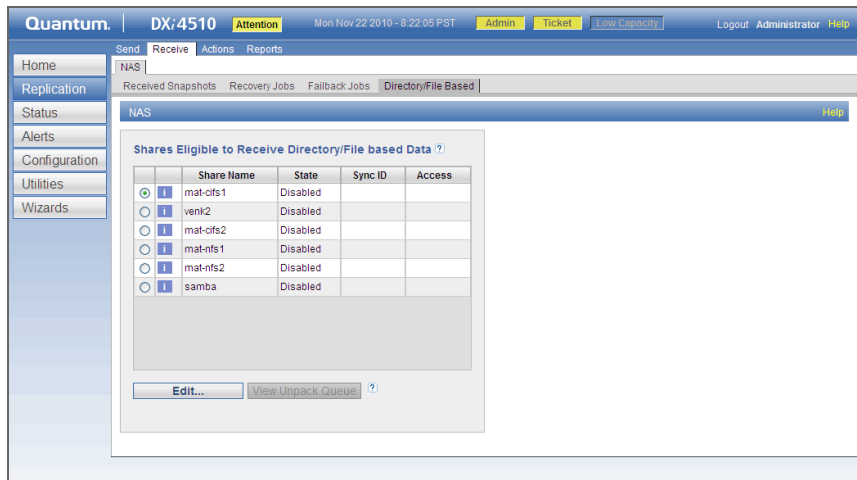 Quantum. DXi4510 Attention Mon Nov 22 2010 - 8:22:05 PST Admin Ticket Low Capacity Logout Administrator Help
Send Receive Actions Reports
Home
Replication
Status
Alerts
Configuration
Utilities
Wizards
NAS
Received Snapshots Recovery Jobs Failback Jobs Directory/File Based
NAS Help
Shares Eligible to Receive Directory/File based Data ?
Share Name State Sync ID Access
i mat-cifs1 Disabled
i venk2 Disabled
i mat-cifs2 Disabled
i mat-nfs1 Disabled
i mat-nfs2 Disabled
i samba Disabled
Edit... View Unpack Queue ?